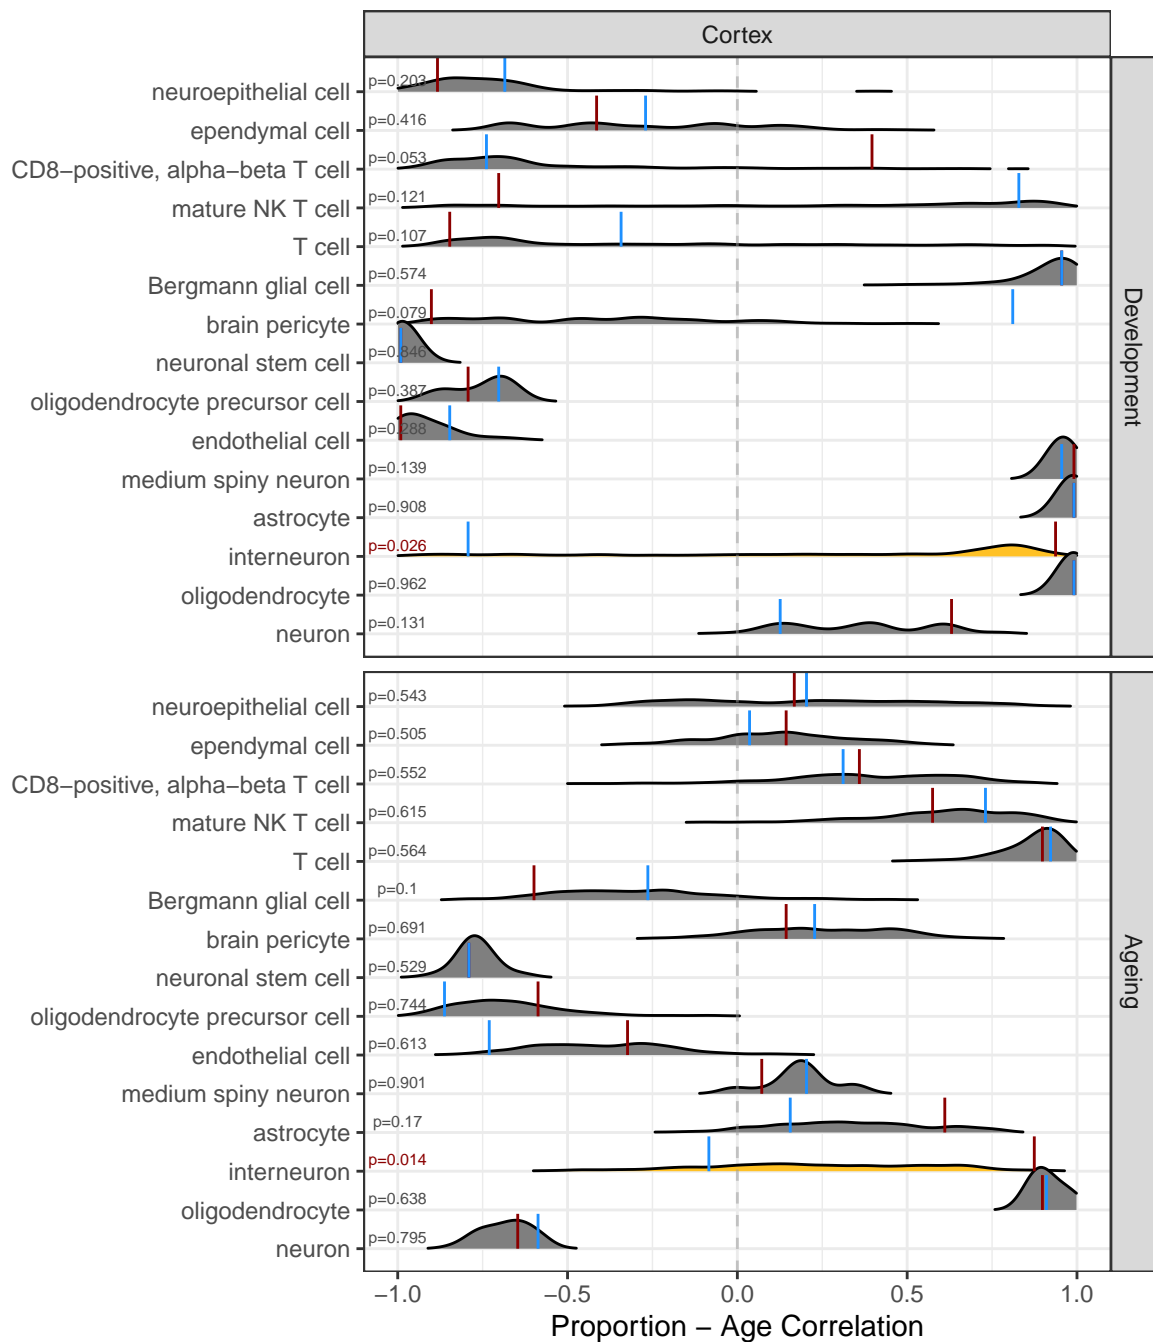 Cortex
neuroepithelial cell p=0.203
ependymal cell p=0.416
CD8−positive, alpha−beta T cell p=0.053
mature NK T cell p=0.121
T cell p=0.107
Bergmann glial cell p=0.574
brain pericyte p=0.079
neuronal stem cell p=0.846
oligodendrocyte precursor cell p=0.387
endothelial cell p=0.288
medium spiny neuron p=0.139
astrocyte p=0.908
interneuron p=0.026
oligodendrocyte p=0.962
neuron p=0.131
Development
neuroepithelial cell p=0.543
ependymal cell p=0.505
CD8−positive, alpha−beta T cell p=0.552
mature NK T cell p=0.615
T cell p=0.564
Bergmann glial cell p=0.1
brain pericyte p=0.691
neuronal stem cell p=0.529
oligodendrocyte precursor cell p=0.744
endothelial cell p=0.613
medium spiny neuron p=0.901
astrocyte p=0.17
interneuron p=0.014
oligodendrocyte p=0.638
neuron p=0.795
Ageing
−1.0 −0.5 0.0 0.5 1.0
Proportion − Age Correlation